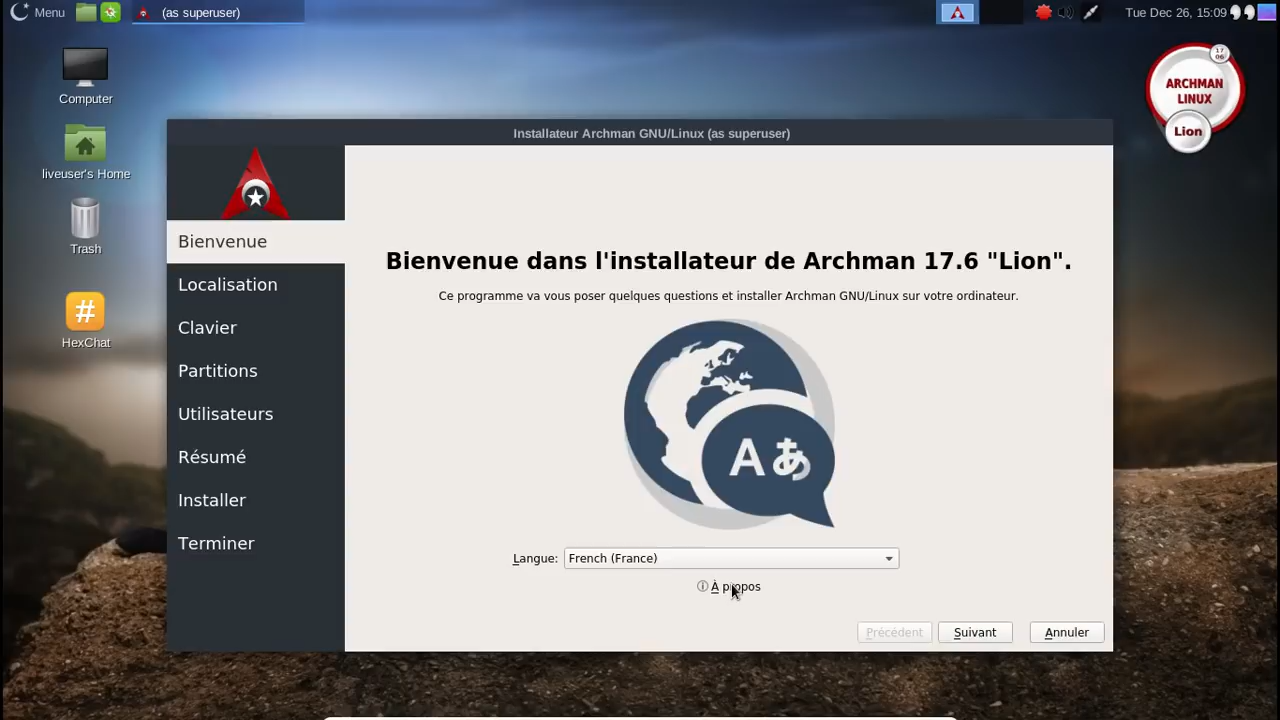 Menu
(as superuser)
Tue Dec 26, 15:09
Computer
liveuser's Home
Trash
#
HexChat
17
06
ARCHMAN
LINUX
Lion
Installateur Archman GNU/Linux (as superuser)
Bienvenue
Localisation
Clavier
Partitions
Utilisateurs
Résumé
Installer
Terminer
Bienvenue dans l'installateur de Archman 17.6 "Lion".
Ce programme va vous poser quelques questions et installer Archman GNU/Linux sur votre ordinateur.
A あ
Langue: French (France)
À propos
Précédent Suivant Annuler